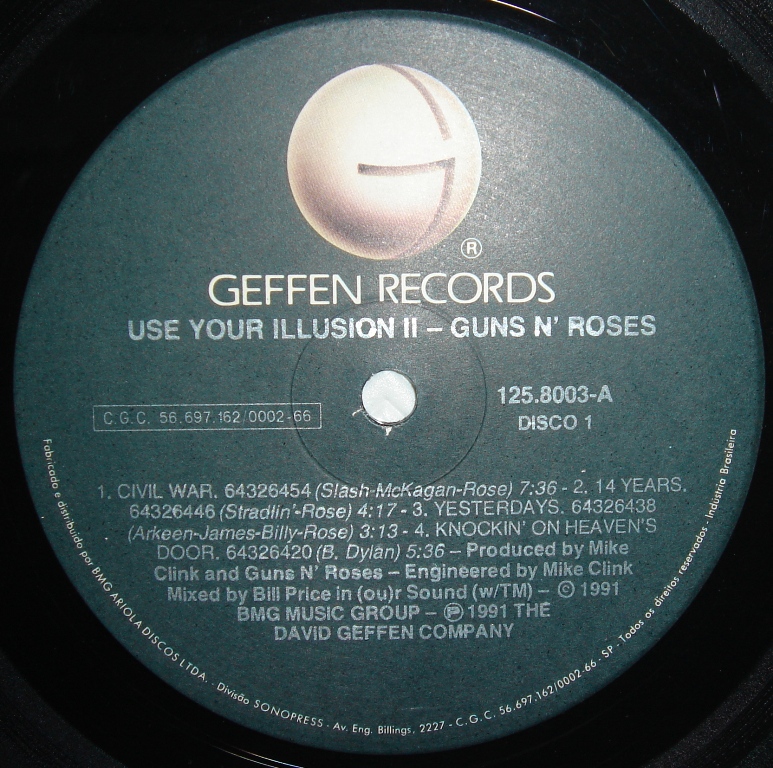 ®
GEFFEN RECORDS
USE YOUR ILLUSION II – GUNS N' ROSES
125.8003-A
C.G.C. 56.697.162/0002-66
DISCO 1
1. CIVIL WAR. 64326454 (Slash-McKagan-Rose) 7:36 - 2. 14 YEARS.
64326446 (Stradlin'-Rose) 4:17 - 3. YESTERDAYS. 64326438
(Arkeen-James-Billy-Rose) 3:13 - 4. KNOCKIN' ON HEAVEN'S
DOOR. 64326420 (B. Dylan) 5:36 – Produced by Mike
Clink and Guns N' Roses – Engineered by Mike Clink
Mixed by Bill Price in (ou)r Sound (w/TM) – © 1991
BMG MUSIC GROUP – ℗ 1991 THE
DAVID GEFFEN COMPANY
Fabricado e distribuido por BMG ARIOLA DISCOS LTDA. - Divisão SONOPRESS - Av. Eng. Billings, 2227 - C.G.C. 56.697.162/0002-66 - SP - Todos os direitos reservados - Indústria Brasileira